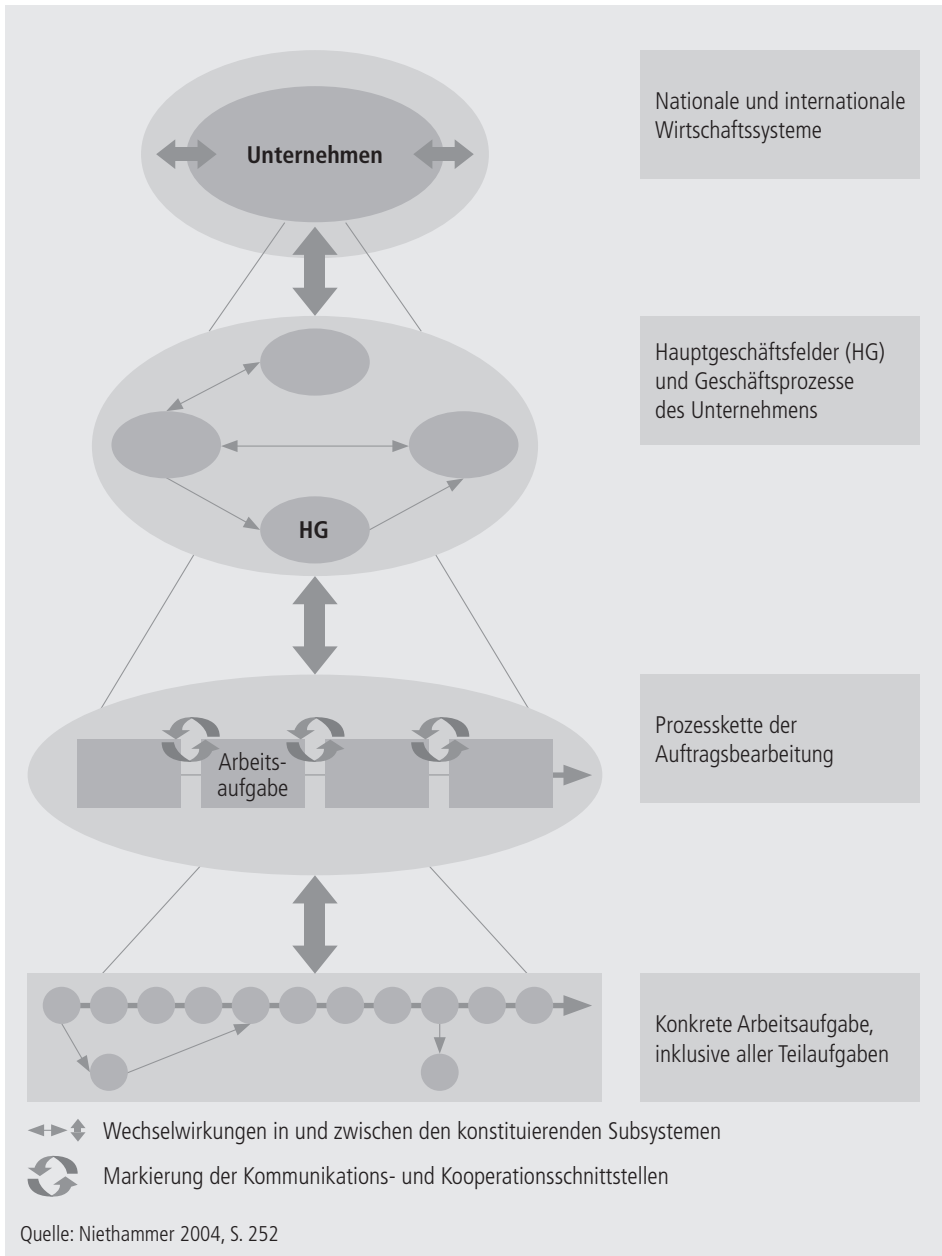 Unternehmen
Nationale und internationale
Wirtschaftssysteme
Hauptgeschäftsfelder (HG)
und Geschäftsprozesse
des Unternehmens
HG
Arbeits-
aufgabe
Prozesskette der
Auftragsbearbeitung
Konkrete Arbeitsaufgabe,
inklusive aller Teilaufgaben
Wechselwirkungen in und zwischen den konstituierenden Subsystemen
Markierung der Kommunikations- und Kooperationsschnittstellen
Quelle: Niethammer 2004, S. 252